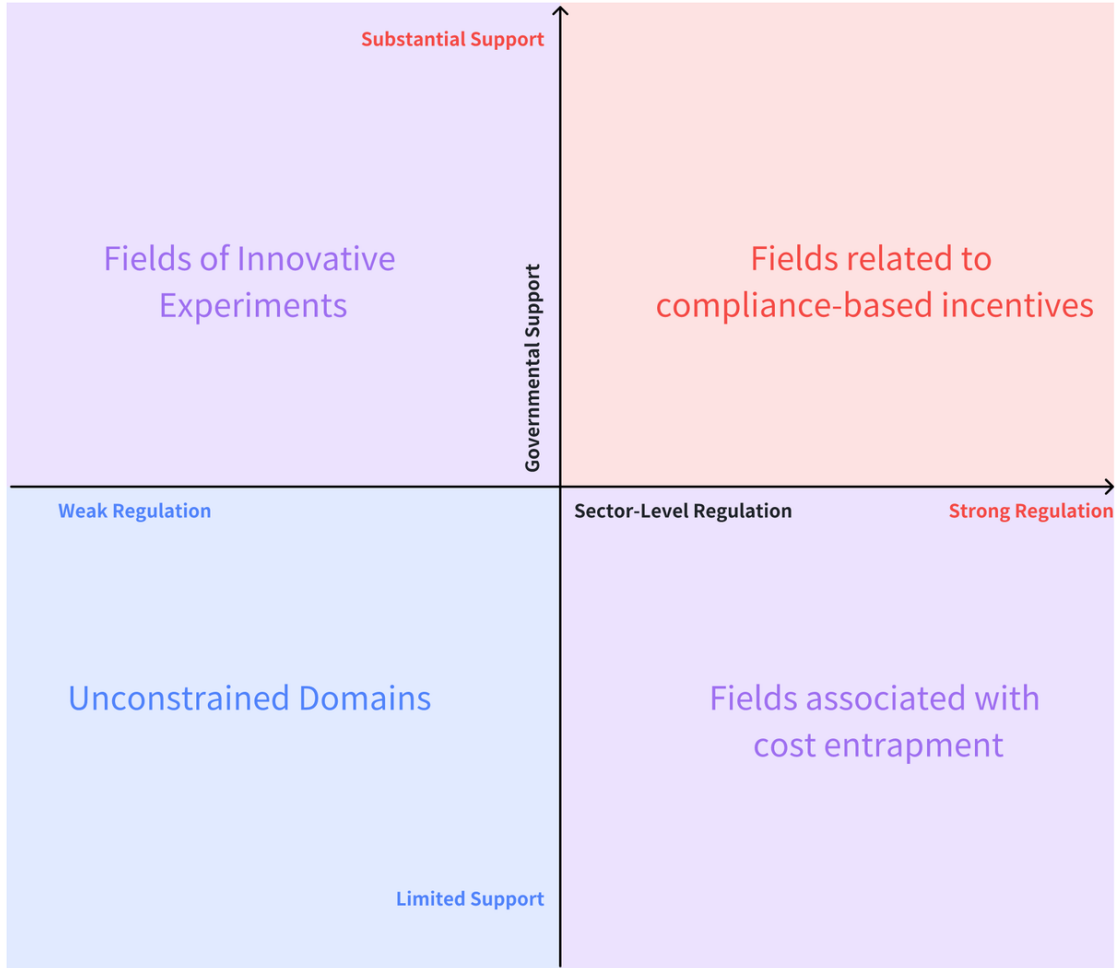 Substantial Support
Fields of Innovative
Experiments
Governmental Support
Fields related to
compliance-based incentives
Weak Regulation
Sector-Level Regulation
Strong Regulation
Unconstrained Domains
Fields associated with
cost entrapment
Limited Support